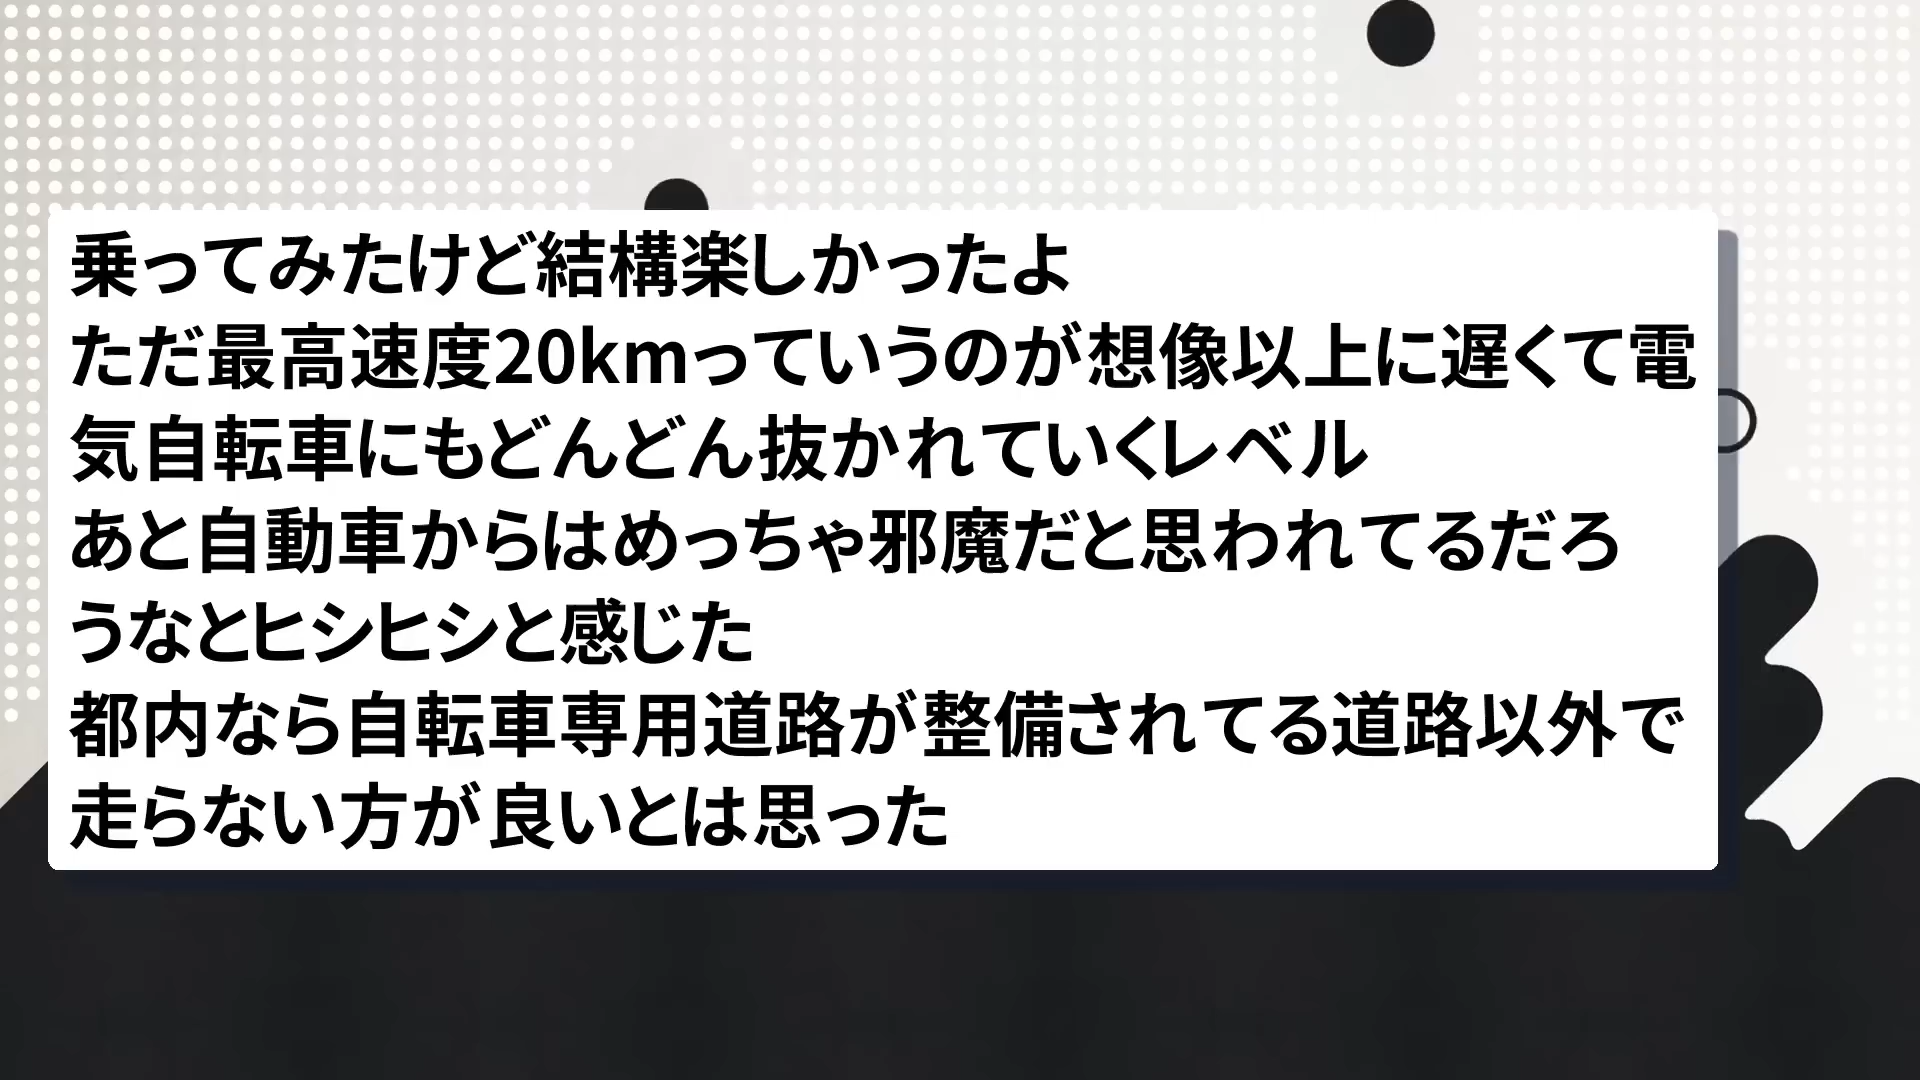 乗ってみたけど結構楽しかったよ
ただ最高速度20kmっていうのが想像以上に遅くて電
気自転車にもどんどん抜かれていくレベル
あと自動車からはめっちゃ邪魔だと思われてるだろ
うなとヒシヒシと感じた
都内なら自転車専用道路が整備されてる道路以外で
走らない方が良いとは思った